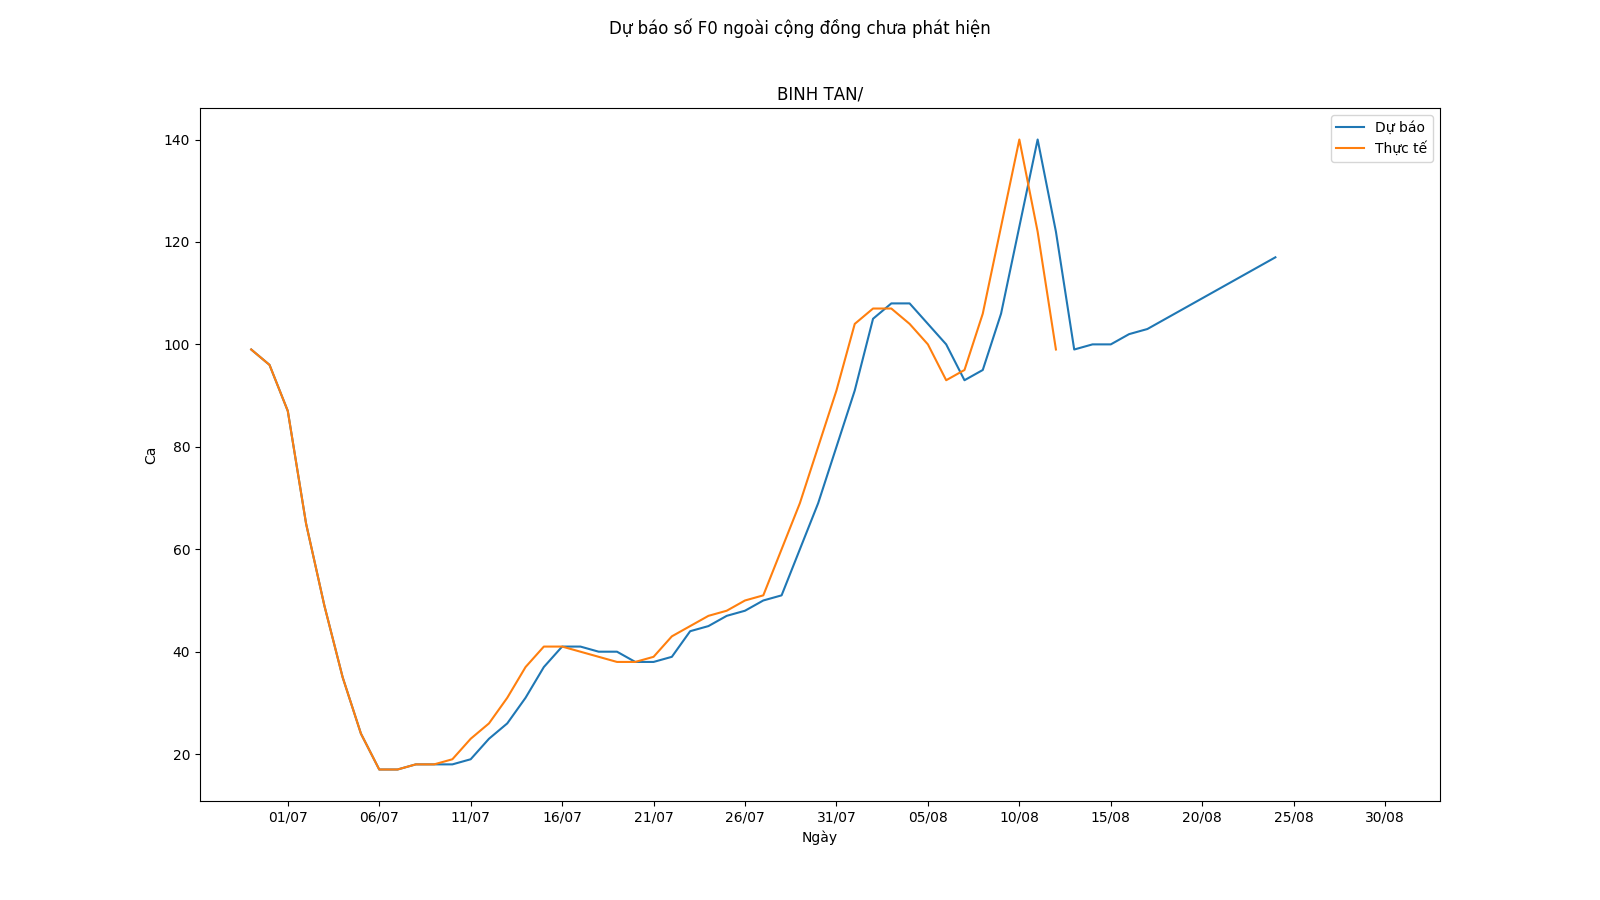 Dự báo số F0 ngoài cộng đồng chưa phát hiện
BINH TAN/
Dự báo
Thực tế
140
120
100
80
60
40
20
Ca
01/07 06/07 11/07 16/07 21/07 26/07 31/07 05/08 10/08 15/08 20/08 25/08 30/08
Ngày